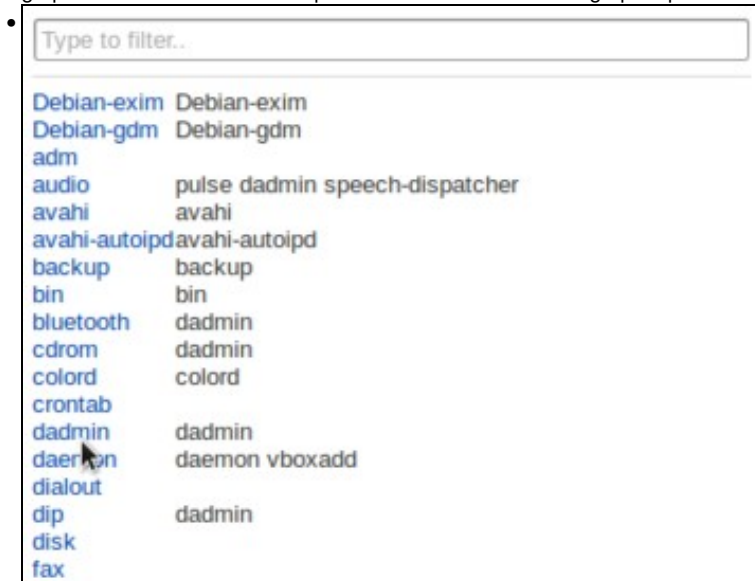 Type to filter..
Debian-exim Debian-exim
Debian-gdm Debian-gdm
adm
audio pulse dadmin speech-dispatcher
avahi avahi
avahi-autoipd avahi-autoipd
backup backup
bin bin
bluetooth dadmin
cdrom dadmin
colord colord
crontab
dadmin dadmin
daemon daemon vboxadd
dialout
dip dadmin
disk
fax